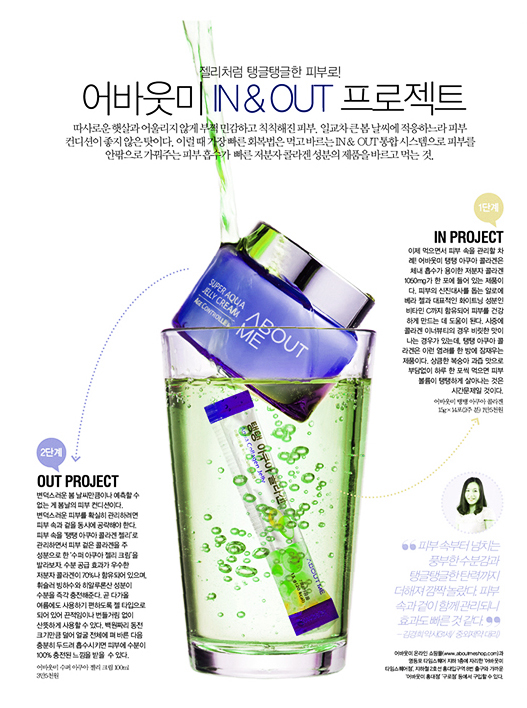 젤리처럼 탱글탱글한 피부로!
어바웃미 IN & OUT 프로젝트
따사로운 햇살과 어울리지 않게 부쩍 민감하고 칙칙해진 피부. 일교차 큰 봄 날씨에 적응하느라 피부
컨디션이 좋지 않은 탓이다. 이럴 때 가장 빠른 회복법은 먹고 바르는 IN & OUT 통합 시스템으로 피부를
안팎으로 가꿔주는 피부 흡수가 빠른 저분자 콜라겐 성분의 제품을 바르고 먹는 것.
1단계
IN PROJECT
이제 먹으면서 피부 속을 관리할 차
례! 어바웃미 탱탱 아쿠아 콜라겐은
체내 흡수가 용이한 저분자 콜라겐
1050mg가 한 포에 들어 있는 제품이
다. 피부의 신진대사를 돕는 알로에
베라 젤과 대표적인 화이트닝 성분인
비타민 C까지 함유되어 피부를 건강
하게 만드는 데 도움이 된다. 시중에
콜라겐 이너뷰티의 경우 비릿한 맛이
나는 경우가 있는데, 탱탱 아쿠아 콜
라겐은 이런 염려를 한 방에 잠재우는
제품이다. 상큼한 복숭아 과즙 맛으로
부담없이 하루 한 포씩 먹으면 피부
볼륨이 탱탱하게 살아나는 것은
시간문제일 것이다.
어바웃미 탱탱 아쿠아 콜라겐
15g×14포(2주 분) 1만5천원
SUPER AQUA
JELLY CREAM
AGE CONTROLLER
ABOUT
ME
탱탱 아쿠아 콜라겐
Collagen Jelly
ABOUT ME
2단계
OUT PROJECT
변덕스러운 봄 날씨만큼이나 예측할 수
없는 게 봄날의 피부 컨디션이다.
변덕스러운 피부를 확실히 관리하려면
피부 속과 겉을 동시에 공략해야 한다.
피부 속을 ‘탱탱 아쿠아 콜라겐 젤리’로
관리하면서 피부 겉은 콜라겐을 주
성분으로 한 ‘수퍼 아쿠아 젤리 크림’을
발라보자. 수분 공급 효과가 우수한
저분자 콜라겐이 70%나 함유되어 있으며,
휘슬러 빙하수와 히알루론산 성분이
수분을 즉각 충전해준다. 곧 다가올
여름에도 사용하기 편하도록 젤 타입으로
되어 있어 끈적임이나 번들거림 없이
산뜻하게 사용할 수 있다. 백원짜리 동전
크기만큼 덜어 얼굴 전체에 펴 바른 다음
충분히 두드려 흡수시키면 피부에 수분이
100% 충전된 느낌을 받을 수 있다.
어바웃미 수퍼 아쿠아 젤리 크림 100ml
3만5천원
“피부 속부터 넘치는
풍부한 수분감과
탱글탱글한 탄력까지
더해져 깜짝 놀랐다. 피부
속과 겉이 함께 관리되니
효과도 빠른 것 같다.”
어바웃미 온라인 쇼핑몰(www.aboutmeshop.com)과
영등포 타임스퀘어 지하 1층에 자리한 ‘어바웃미
타임스퀘어점’, 지하철 2호선 홍대입구역 8번 출구와 가까운
‘어바웃미 홍대점’ ‘구로점’ 등에서 구입할 수 있다.